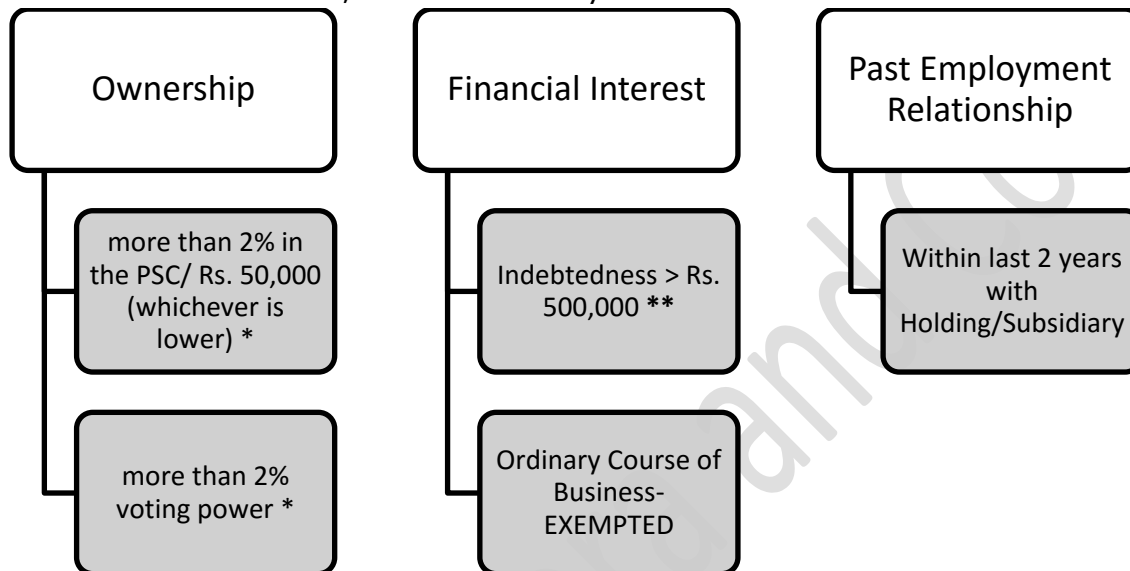 Ownership
more than 2% in
the PSC/ Rs. 50,000
(whichever is
lower) *
more than 2%
voting power *
Financial Interest
Indebtedness > Rs.
500,000 **
Ordinary Course of
Business-
EXEMPTED
Past Employment
Relationship
Within last 2 years
with
Holding/Subsidiary
and Co